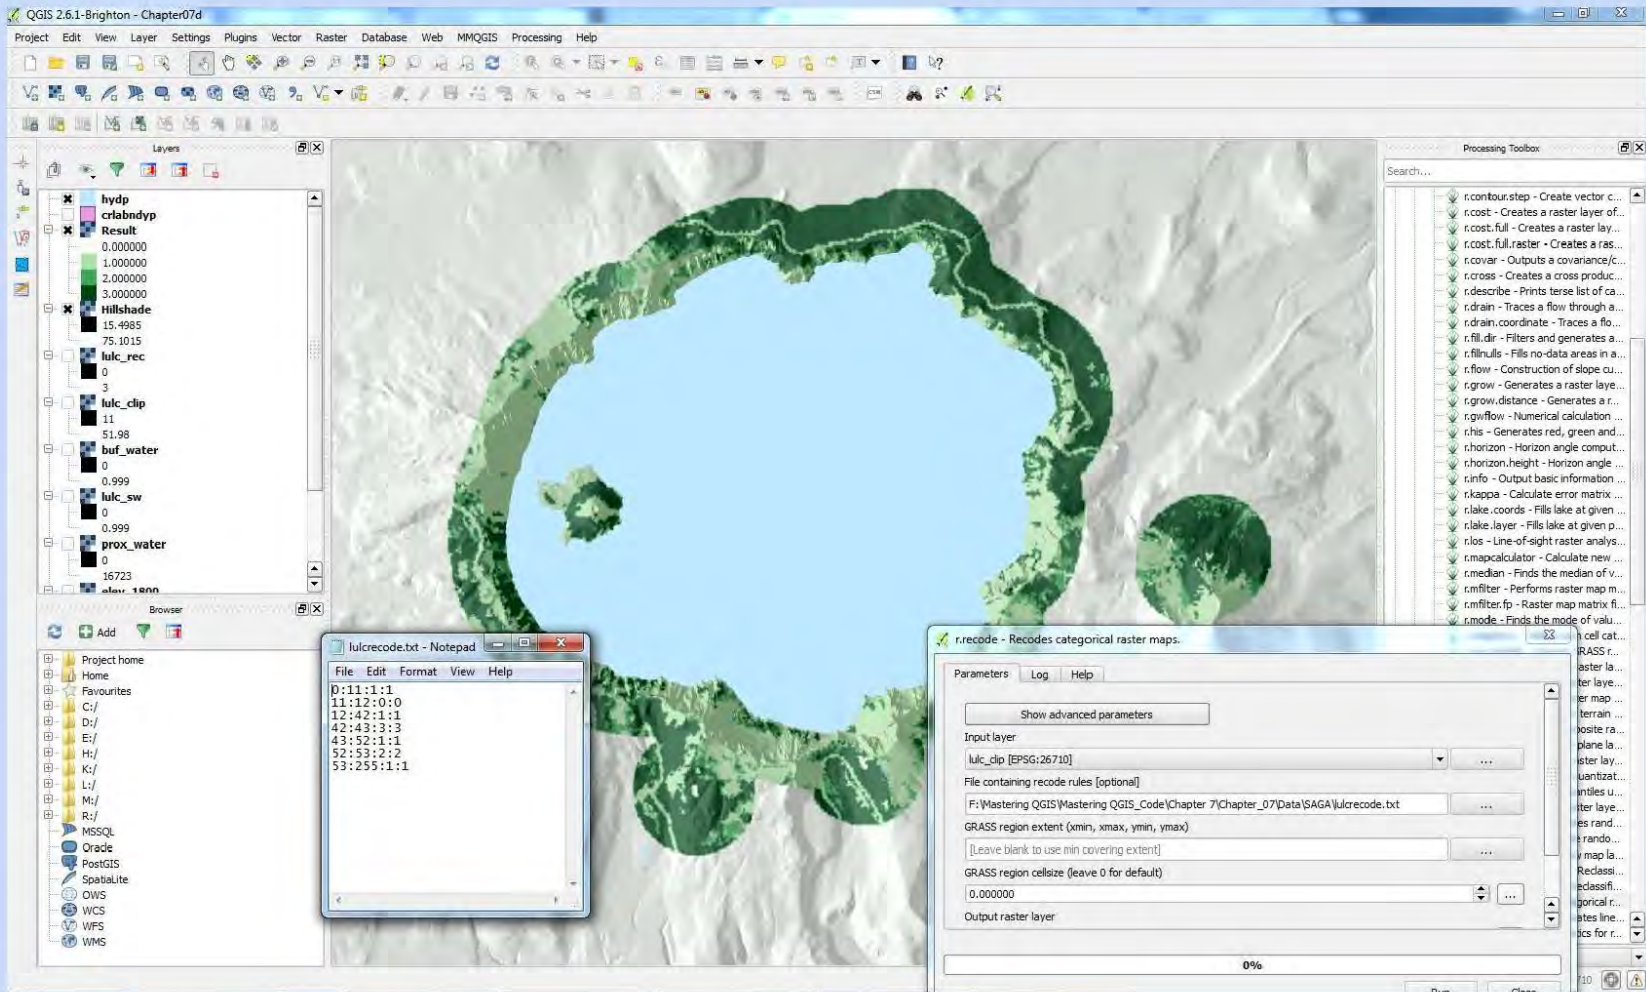 QGIS 2.6.1-Brighton - Chapter07d
Project Edit View Layer Settings Plugins Vector Raster Database Web MMQGIS Processing Help
Layers
hydp
crlabndyp
Result
0.000000
1.000000
2.000000
3.000000
Hillshade
15.4985
75.1015
lulc_rec
0
3
lulc_clip
11
51.98
buf_water
0
0.999
lulc_sw
0
0.999
prox_water
0
16723
elev_1800
Browser
Add
Project home
Home
Favourites
C:/
D:/
E:/
H:/
K:/
L:/
M:/
R:/
MSSQL
Oracle
PostGIS
SpatiaLite
OWS
WCS
WFS
WMS
lulcrecode.txt - Notepad
File Edit Format View Help
0:11:1:1
11:12:0:0
12:42:1:1
42:43:3:3
43:52:1:1
52:53:2:2
53:255:1:1
Processing Toolbox
Search...
r.contour.step - Create vector c...
r.cost - Creates a raster layer of...
r.cost.full - Creates a raster lay...
r.cost.full.raster - Creates a ras...
r.covar - Outputs a covariance/c...
r.cross - Creates a cross produc...
r.describe - Prints terse list of ca...
r.drain - Traces a flow through a...
r.drain.coordinate - Traces a flo...
r.fill.dir - Filters and generates a...
r.fillnulls - Fills no-data areas in a...
r.flow - Construction of slope cu...
r.grow - Generates a raster laye...
r.grow.distance - Generates a r...
r.gwflow - Numerical calculation ...
r.his - Generates red, green and...
r.horizon - Horizon angle comput...
r.horizon.height - Horizon angle ...
r.info - Output basic information ...
r.kappa - Calculate error matrix ...
r.lake.coords - Fills lake at given ...
r.lake.layer - Fills lake at given p...
r.los - Line-of-sight raster analys...
r.mapcalculator - Calculate new ...
r.median - Finds the median of v...
r.mfilter - Performs raster map m...
r.mfilter.fp - Raster map matrix fi...
r.mode - Finds the mode of valu...
r.recode - Recodes categorical raster maps.
Parameters Log Help
Show advanced parameters
Input layer
lulc_clip [EPSG:26710]
...
File containing recode rules [optional]
F:\Mastering QGIS\Mastering QGIS_Code\Chapter 7\Chapter_07\Data\SAGA\lulcrecode.txt
...
GRASS region extent (xmin, xmax, ymin, ymax)
[Leave blank to use min covering extent]
...
GRASS region cellsize (leave 0 for default)
0.000000
...
Output raster layer
0%
Run Close